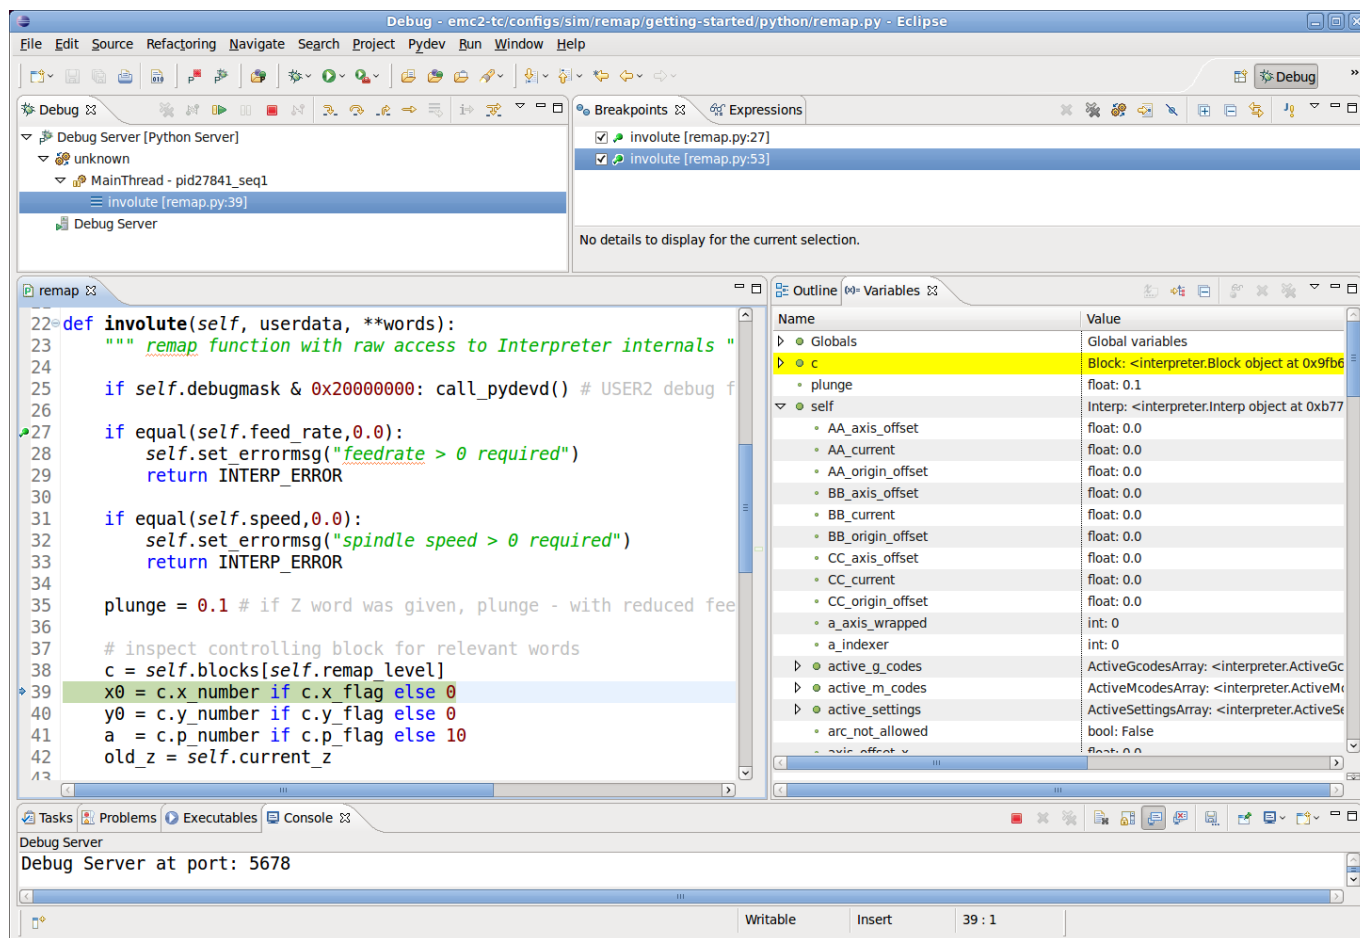 Debug - emc2-tc/configs/sim/remap/getting-started/python/remap.py - Eclipse
File Edit Source Refactoring Navigate Search Project Pydev Run Window Help
Debug
»
Debug
Breakpoints Expressions
Debug Server [Python Server]
unknown
MainThread - pid27841_seq1
involute [remap.py:39]
Debug Server
involute [remap.py:27]
involute [remap.py:53]
No details to display for the current selection.
remap
22 def involute(self, userdata, **words):
23 """ remap function with raw access to Interpreter internals "
24
25 if self.debugmask & 0x20000000: call_pydevd() # USER2 debug f
26
27 if equal(self.feed_rate,0.0):
28 self.set_errormsg("feedrate > 0 required")
29 return INTERP_ERROR
30
31 if equal(self.speed,0.0):
32 self.set_errormsg("spindle speed > 0 required")
33 return INTERP_ERROR
34
35 plunge = 0.1 # if Z word was given, plunge - with reduced fee
36
37 # inspect controlling block for relevant words
38 c = self.blocks[self.remap_level]
39 x0 = c.x_number if c.x_flag else 0
40 y0 = c.y_number if c.y_flag else 0
41 a  = c.p_number if c.p_flag else 10
42 old_z = self.current_z
43
Outline Variables
Name Value
Globals Global variables
c Block: <interpreter.Block object at 0x9fb6
plunge float: 0.1
self Interp: <interpreter.Interp object at 0xb77
AA_axis_offset float: 0.0
AA_current float: 0.0
AA_origin_offset float: 0.0
BB_axis_offset float: 0.0
BB_current float: 0.0
BB_origin_offset float: 0.0
CC_axis_offset float: 0.0
CC_current float: 0.0
CC_origin_offset float: 0.0
a_axis_wrapped int: 0
a_indexer int: 0
active_g_codes ActiveGcodesArray: <interpreter.ActiveGc
active_m_codes ActiveMcodesArray: <interpreter.ActiveMc
active_settings ActiveSettingsArray: <interpreter.ActiveSe
arc_not_allowed bool: False
axis_offset_x float: 0.0
Tasks Problems Executables Console
Debug Server
Debug Server at port: 5678
Writable Insert 39 : 1